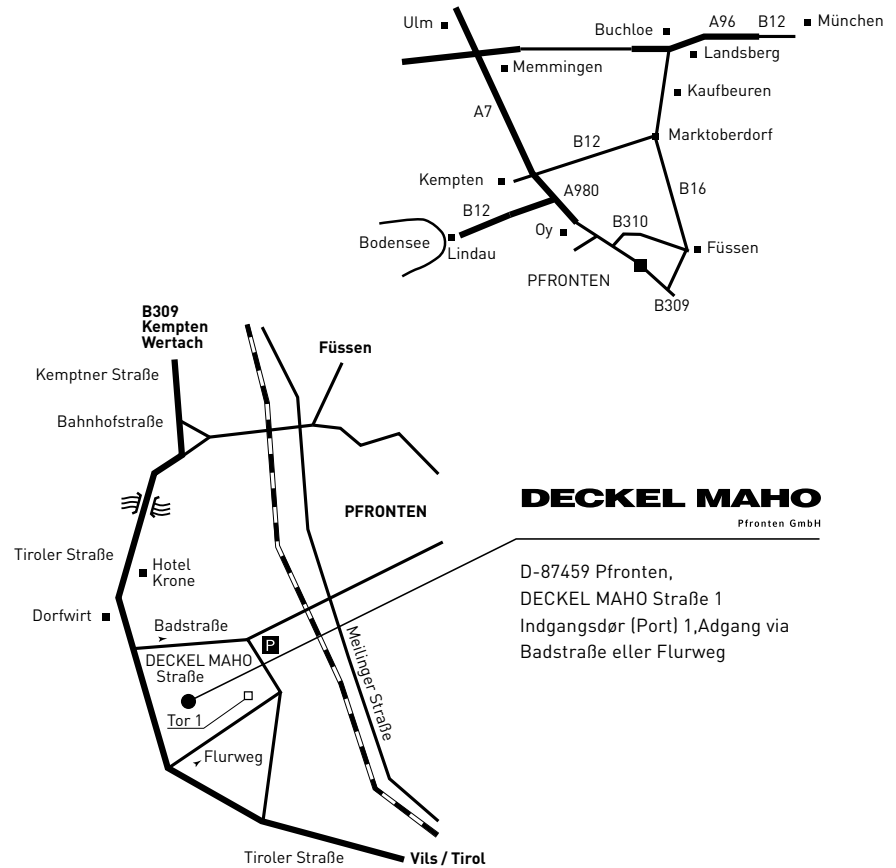 Ulm
Buchloe
A96
B12
München
Landsberg
Memmingen
Kaufbeuren
A7
Marktoberdorf
B12
Kempten
A980
B16
B12
B310
Oy
Bodensee
Lindau
Füssen
PFRONTEN
B309
B309
Kempten
Wertach
Füssen
Kemptner Straße
Bahnhofstraße
PFRONTEN
DECKEL MAHO
Pfronten GmbH
Tiroler Straße
Hotel
Krone
D-87459 Pfronten,
DECKEL MAHO Straße 1
Indgangsdør (Port) 1,Adgang via
Badstraße eller Flurweg
Dorfwirt
Badstraße
P
DECKEL MAHO
Straße
Meilinger Straße
Tor 1
Flurweg
Tiroler Straße
Vils / Tirol